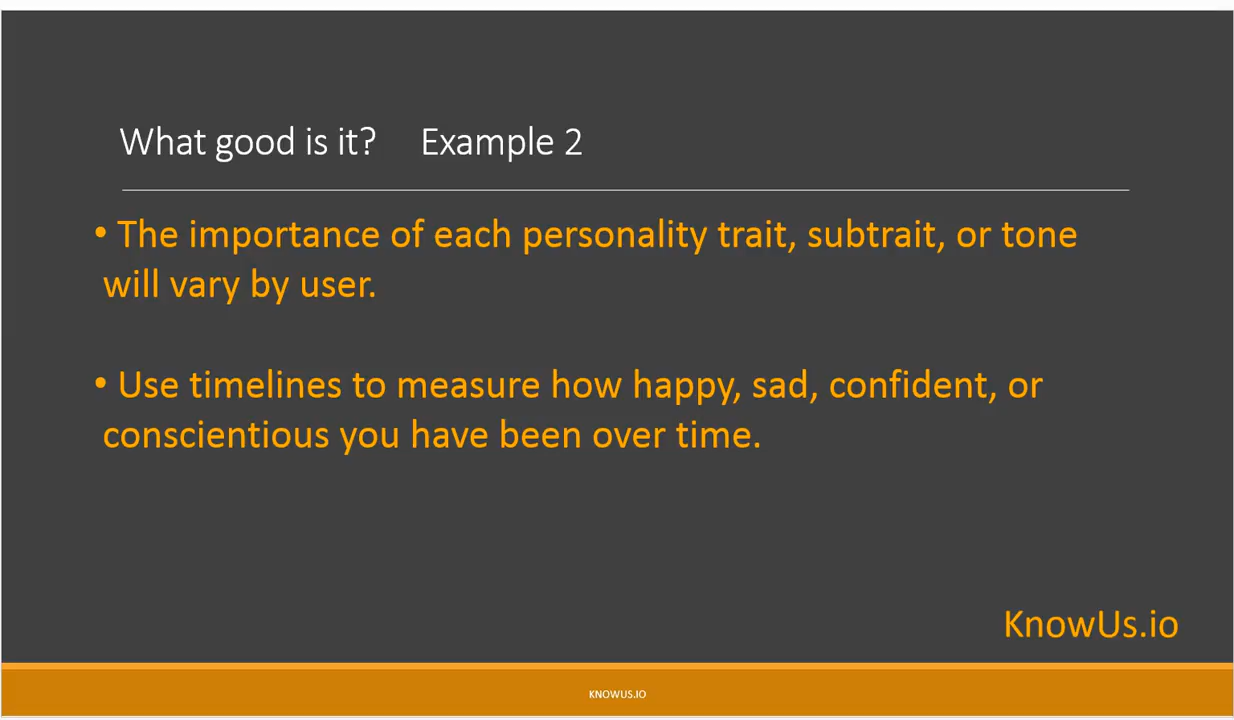 What good is it? Example 2
• The importance of each personality trait, subtrait, or tone
will vary by user.
• Use timelines to measure how happy, sad, confident, or
conscientious you have been over time.
KnowUs.io
KNOWUS.IO